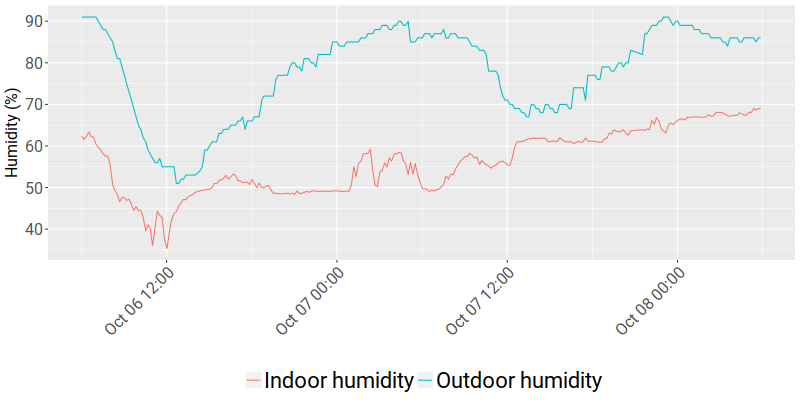 Humidity (%)
90
80
70
60
50
40
Oct 06 12:00
Oct 07 00:00
Oct 07 12:00
Oct 08 00:00
Indoor humidity
Outdoor humidity